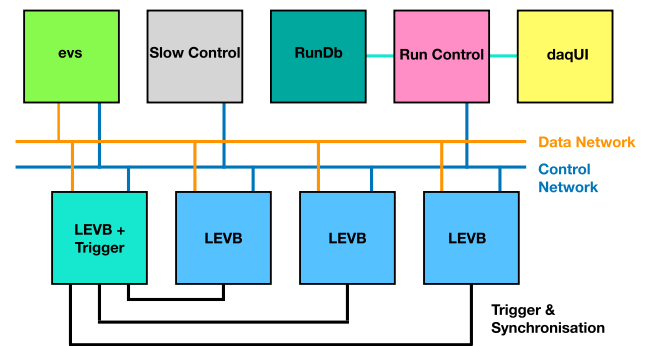 evs
Slow Control
RunDb
Run Control
daqUI
Data Network
Control
Network
LEVB +
Trigger
LEVB
LEVB
LEVB
Trigger &
Synchronisation